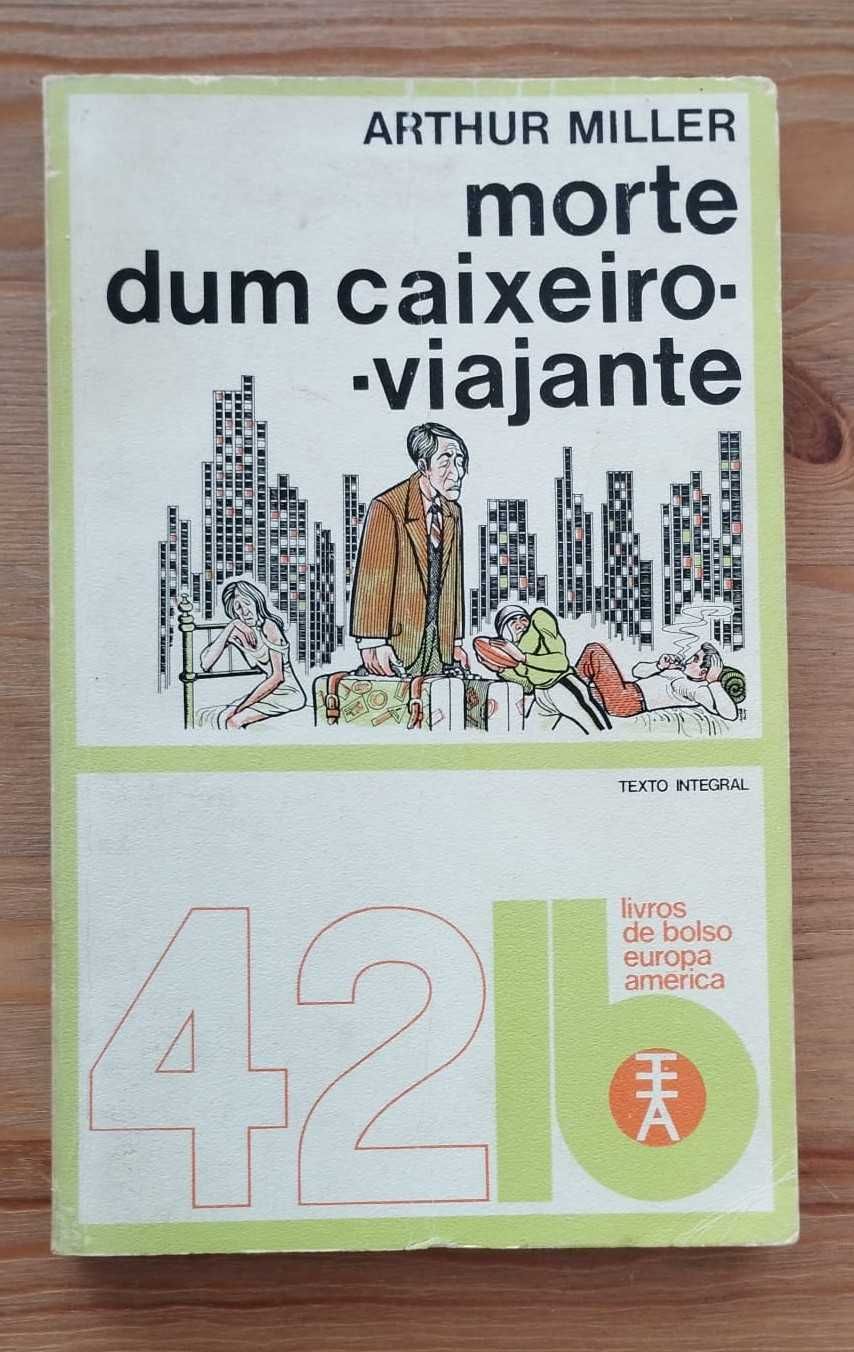 ARTHUR MILLER
morte
dum caixeiro-
-viajante
TEXTO INTEGRAL
42
lb
livros
de bolso
europa
america